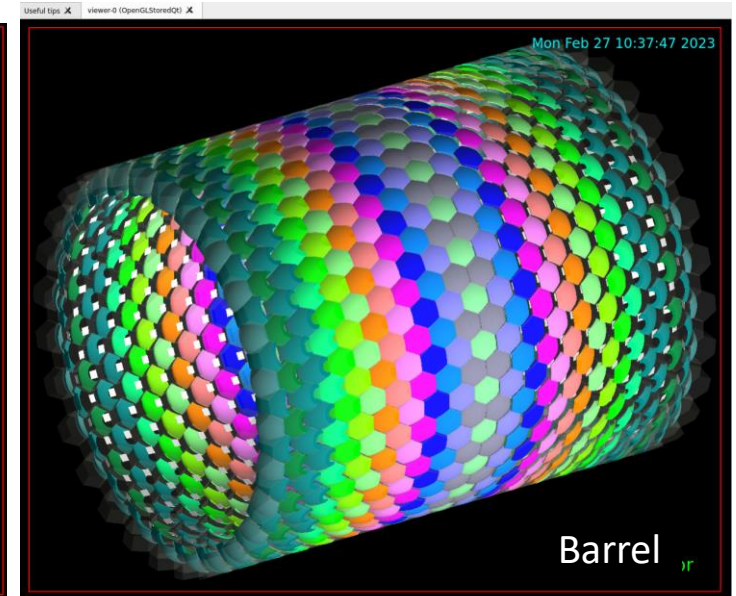 Useful tips X viewer-0 (OpenGLStoredQt) X
Mon Feb 27 10:37:47 2023
Barrel